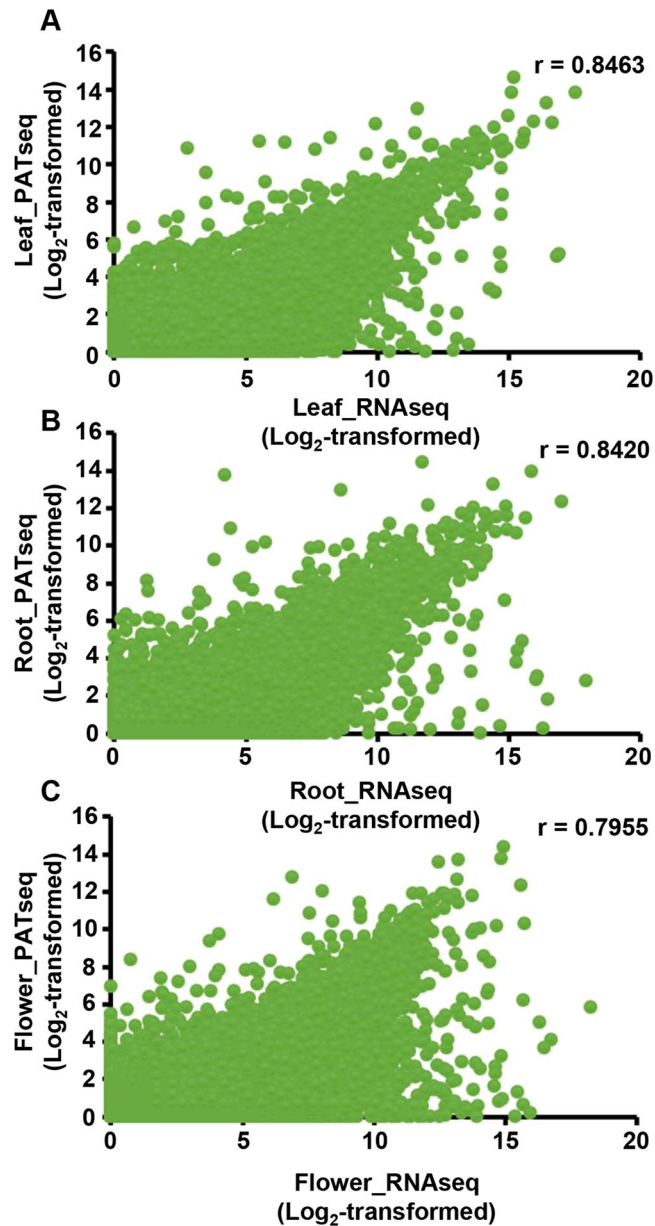 A
r = 0.8463
Leaf_PATseq
(Log2-transformed)
16
14
12
10
8
6
4
2
0
0 5 10 15 20
Leaf_RNAseq
(Log2-transformed)
B
r = 0.8420
Root_PATseq
(Log2-transformed)
16
14
12
10
8
6
4
2
0
0 5 10 15 20
Root_RNAseq
(Log2-transformed)
C
r = 0.7955
Flower_PATseq
(Log2-transformed)
16
14
12
10
8
6
4
2
0
0 5 10 15 20
Flower_RNAseq
(Log2-transformed)